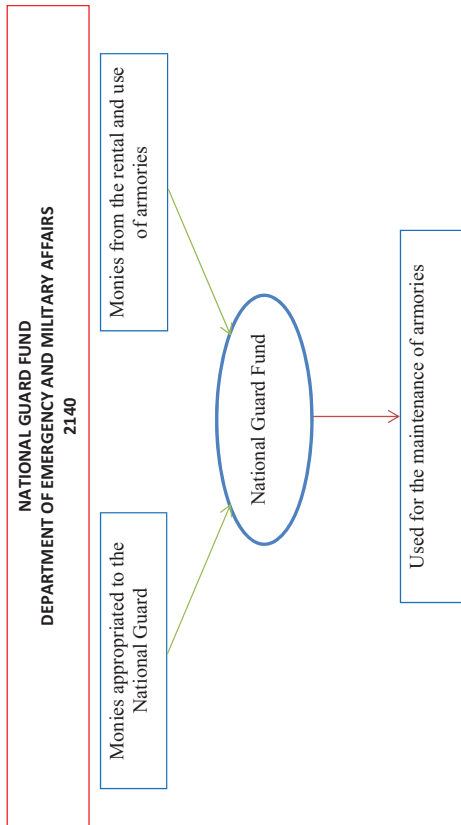 NATIONAL GUARD FUND
DEPARTMENT OF EMERGENCY AND MILITARY AFFAIRS
2140
Monies appropriated to the
National Guard
Monies from the rental and use
of armories
National Guard Fund
Used for the maintenance of armories